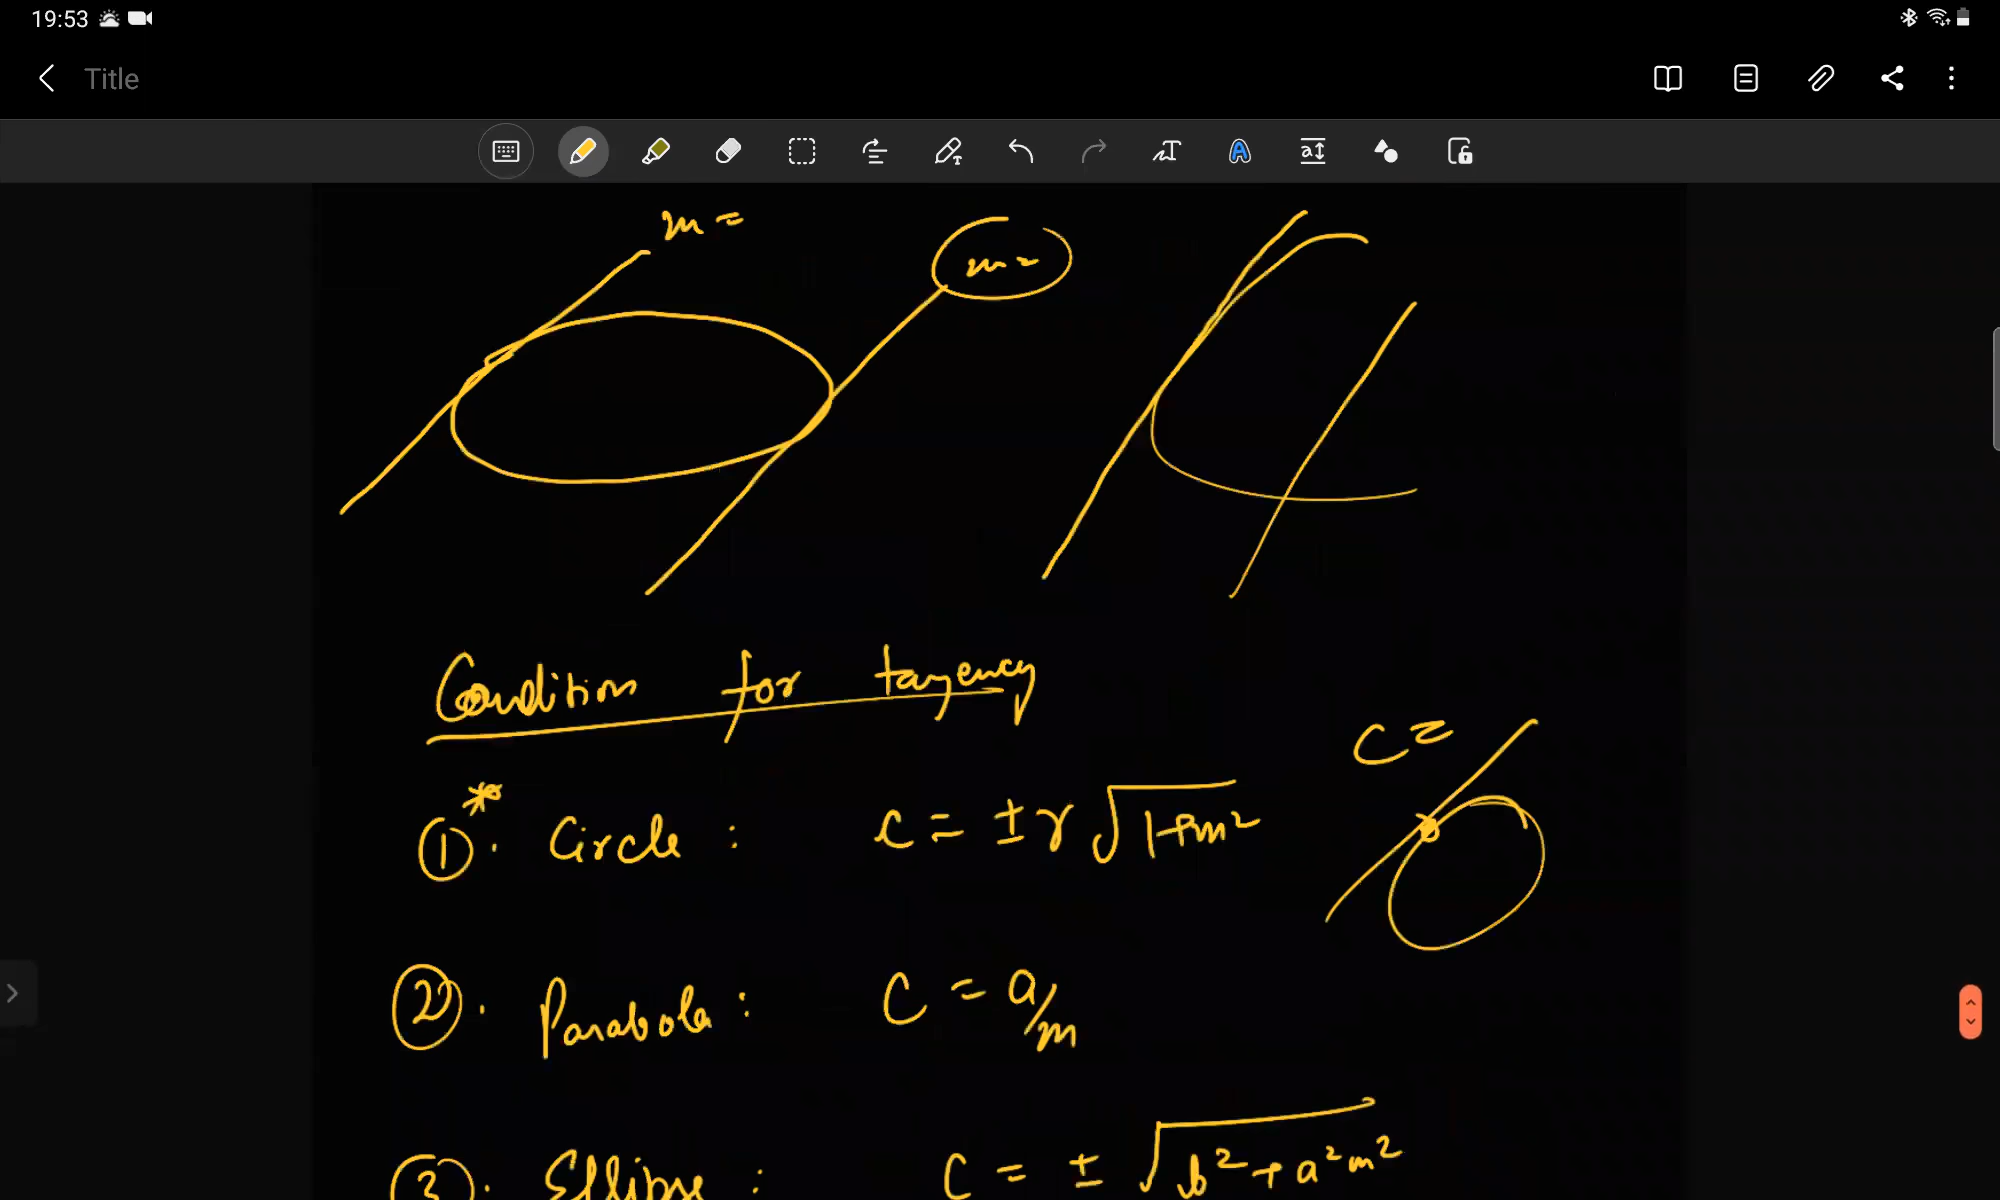 19:53
Title
m =
m =
Condition for tangency
C =
① * . Circle : c = ± r √1+m²
② . Parabola : C = a/m
③ . Ellipse : C = ± √b² + a²m²